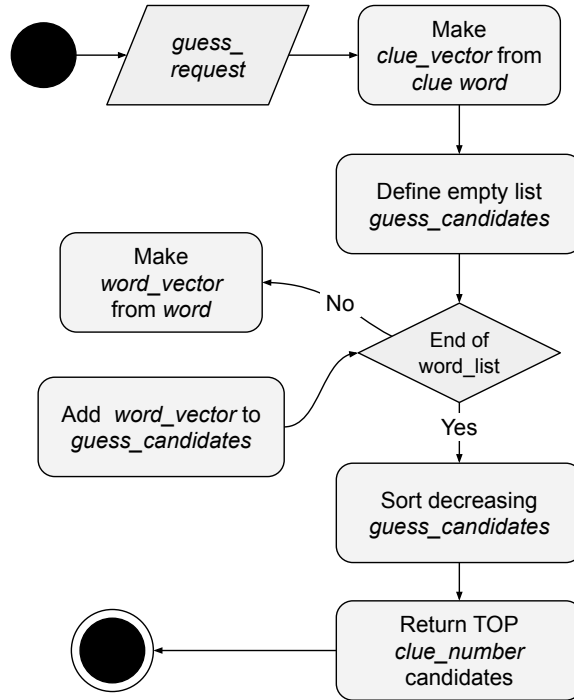 guess_
request
Make
clue_vector from
clue word
Define empty list
guess_candidates
Make
word_vector
from word
No
End of
word_list
Add word_vector to
guess_candidates
Yes
Sort decreasing
guess_candidates
Return TOP
clue_number
candidates